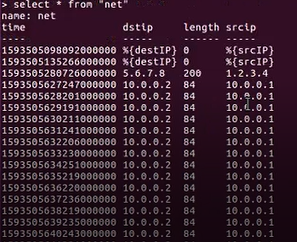 > select * from "net"
name: net
time dstip length srcip
---- ----- ------ -----
1593505098092000000 %{destIP} 0 %{srcIP}
1593505135266000000 %{destIP} 0 %{srcIP}
1593505280726000000 5.6.7.8 200 1.2.3.4
1593505627247000000 10.0.0.2 84 10.0.0.1
1593505628201000000 10.0.0.2 84 10.0.0.1
1593505629191000000 10.0.0.2 84 10.0.0.1
1593505630211000000 10.0.0.2 84 10.0.0.1
1593505631241000000 10.0.0.2 84 10.0.0.1
1593505632206000000 10.0.0.2 84 10.0.0.1
1593505633230000000 10.0.0.2 84 10.0.0.1
1593505634251000000 10.0.0.2 84 10.0.0.1
1593505635219000000 10.0.0.2 84 10.0.0.1
1593505636220000000 10.0.0.2 84 10.0.0.1
1593505637236000000 10.0.0.2 84 10.0.0.1
1593505638219000000 10.0.0.2 84 10.0.0.1
1593505639235000000 10.0.0.2 84 10.0.0.1
1593505640243000000 10.0.0.2 84 10.0.0.1